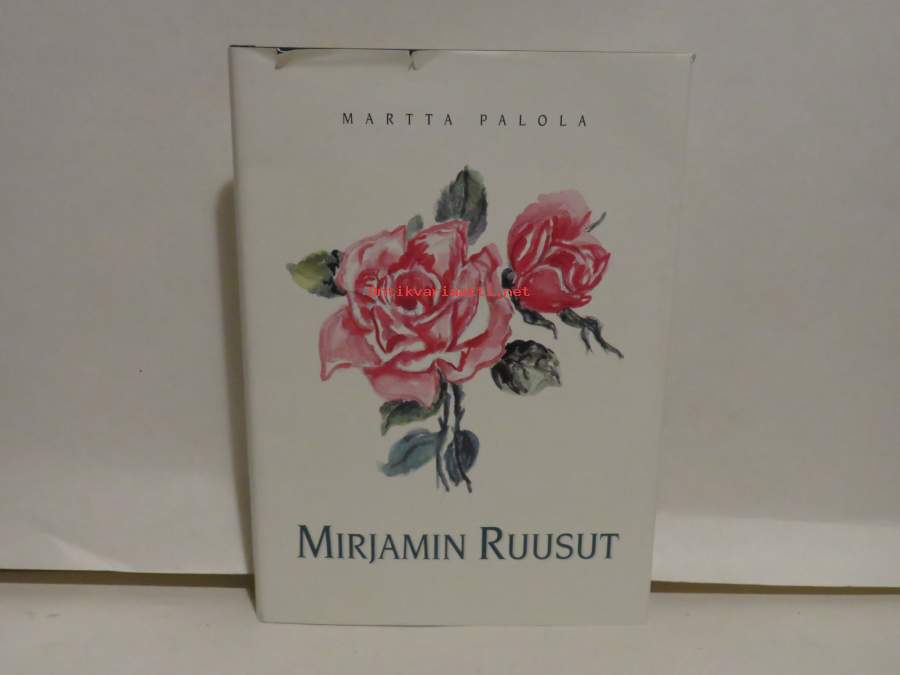 MARTTA PALOLA
Antikvariaatti.net
MIRJAMIN RUUSUT